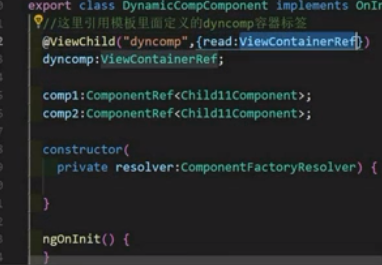 export class DynamicCompComponent implements OnIn
//这里引用模板里面定义的dyncomp容器标签
@ViewChild("dyncomp",{read:ViewContainerRef})
dyncomp:ViewContainerRef;
comp1:ComponentRef<Child11Component>;
comp2:ComponentRef<Child11Component>;
constructor(
private resolver:ComponentFactoryResolver) {
}
ngOnInit() {
}